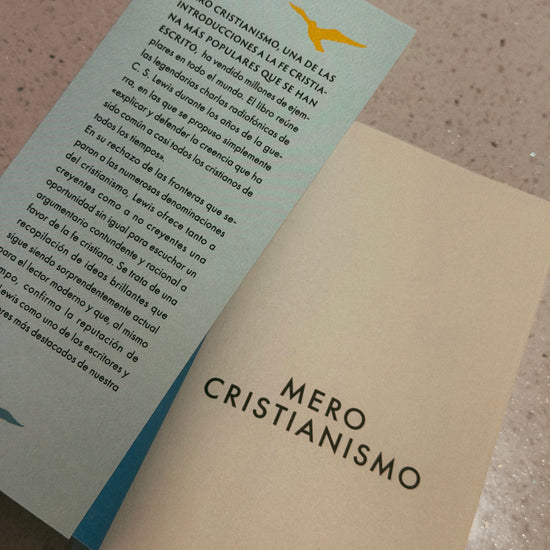 RO CRISTIANISMO, UNA DE LAS
INTRODUCCIONES A LA FE CRISTIA-
NA MÁS POPULARES QUE SE HAN
ESCRITO, ha vendido millones de ejem-
plares en todo el mundo. El libro reúne
las legendarias charlas radiofónicas de
C. S. Lewis durante los años de la gue-
rra, en las que se propuso simplemente
«explicar y defender la creencia que ha
sido común a casi todos los cristianos de
todos los tiempos».
En su rechazo de las fronteras que se-
paran a las numerosas denominaciones
del cristianismo, Lewis ofrece tanto a
creyentes como a no creyentes una
oportunidad sin igual para escuchar un
argumentario contundente y racional a
favor de la fe cristiana. Se trata de una
recopilación de ideas brillantes que
sigue siendo sorprendentemente actual
para el lector moderno y que, al mismo
mpo, confirma la reputación de
Lewis como uno de los escritores y
res más destacados de nuestra
MERO
CRISTIANISMO